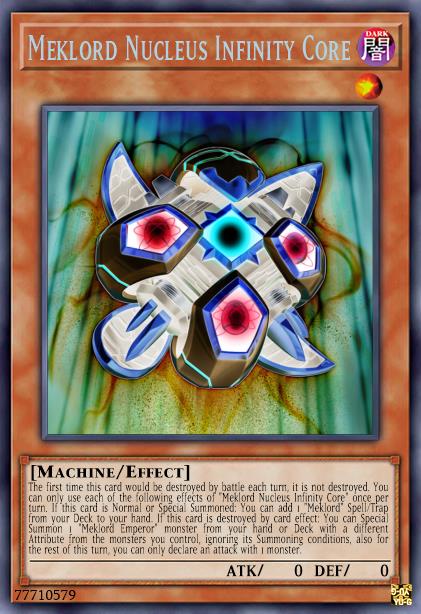 Meklord Nucleus Infinity Core
DARK
闇
[Machine/Effect]
The first time this card would be destroyed by battle each turn, it is not destroyed. You
can only use each of the following effects of "Meklord Nucleus Infinity Core" once per
turn. If this card is Normal or Special Summoned: You can add 1 "Meklord" Spell/Trap
from your Deck to your hand. If this card is destroyed by card effect: You can Special
Summon 1 "Meklord Emperor" monster from your hand or Deck with a different
Attribute from the monsters you control, ignoring its Summoning conditions, also for
the rest of this turn, you can only declare an attack with 1 monster.
ATK/ 0 DEF/ 0
77710579